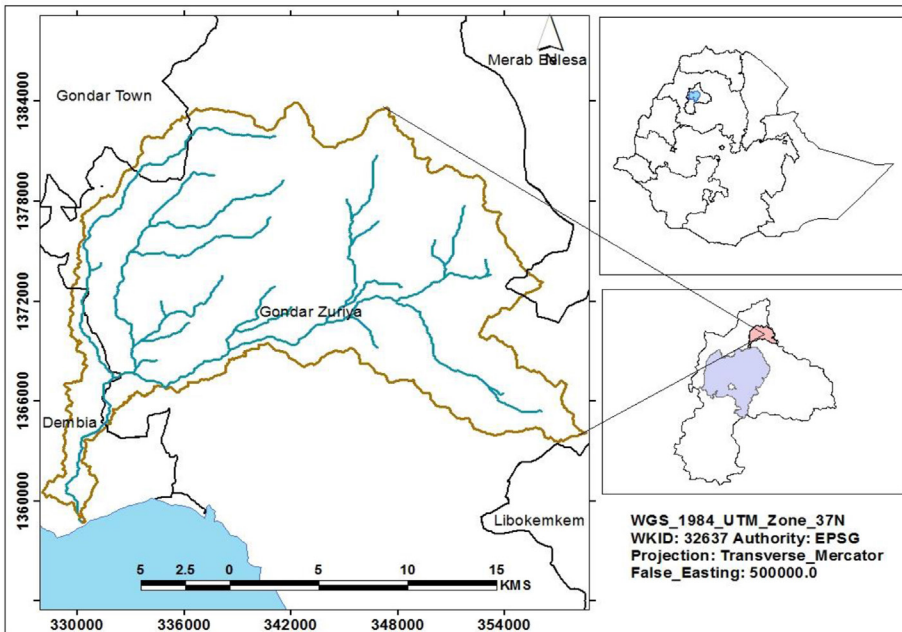 N
Merab Belesa
Gondar Town
1384000
1378000
1372000
1366000
1360000
Gondar Zuriya
Dembia
Libokemkem
5 2.5 0 5 10 15
KMS
330000 336000 342000 348000 354000
WGS_1984_UTM_Zone_37N
WKID: 32637 Authority: EPSG
Projection: Transverse_Mercator
False_Easting: 500000.0